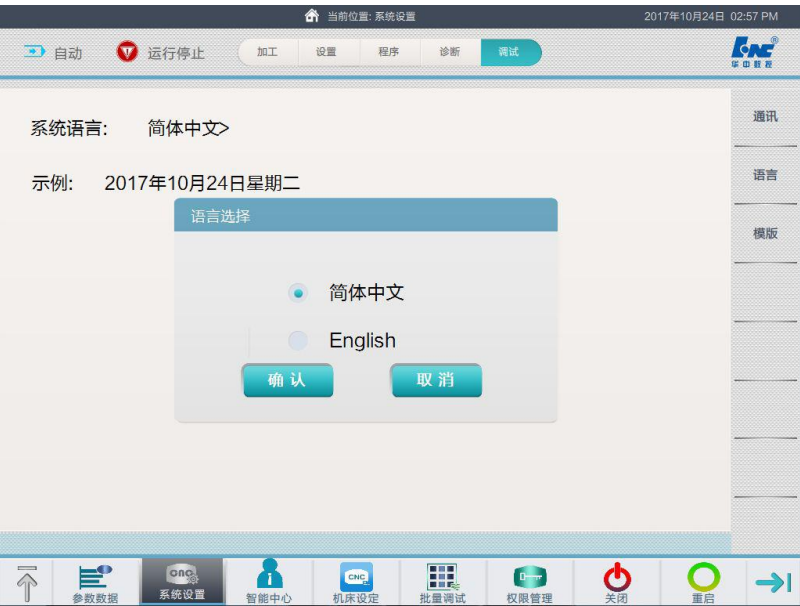 当前位置: 系统设置
2017年10月24日 02:57 PM
自动
运行停止
加工
设置
程序
诊断
调试
华中数控
系统语言: 简体中文>
示例: 2017年10月24日星期二
语言选择
简体中文
English
确 认
取 消
通讯
语言
模版
参数数据
系统设置
智能中心
CNC
机床设定
批量调试
权限管理
关闭
重启